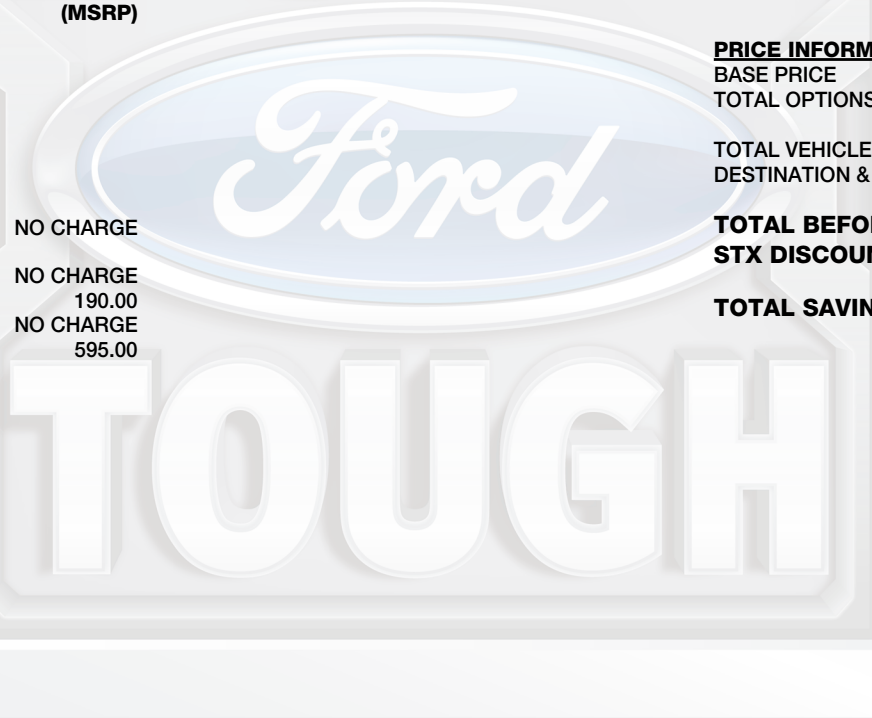 (MSRP)
NO CHARGE
NO CHARGE
190.00
NO CHARGE
595.00
PRICE INFORM
BASE PRICE
TOTAL OPTIONS
TOTAL VEHICLE
DESTINATION &
TOTAL BEFO
STX DISCOUN
TOTAL SAVIN
Ford
TOUGH